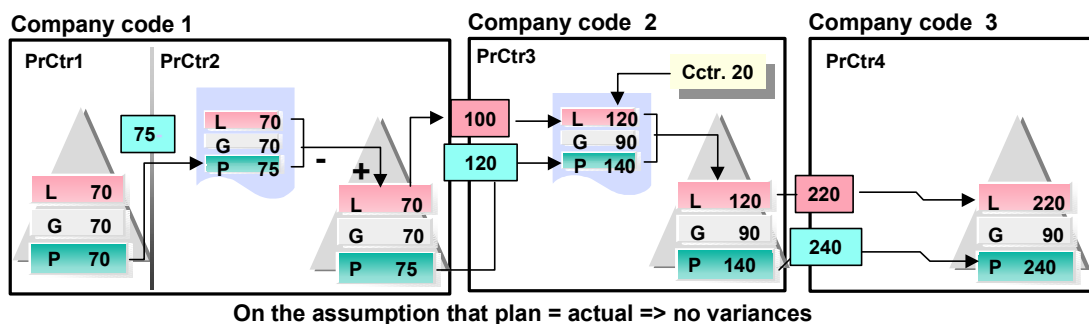 Company code 1
Company code 2
Company code 3
PrCtr1
PrCtr2
PrCtr3
PrCtr4
Cctr. 20
75
L 70
G 70
P 75
-
+
L 70
G 70
P 70
L 70
G 70
P 75
100
120
L 120
G 90
P 140
L 120
G 90
P 140
220
240
L 220
G 90
P 240
On the assumption that plan = actual => no variances